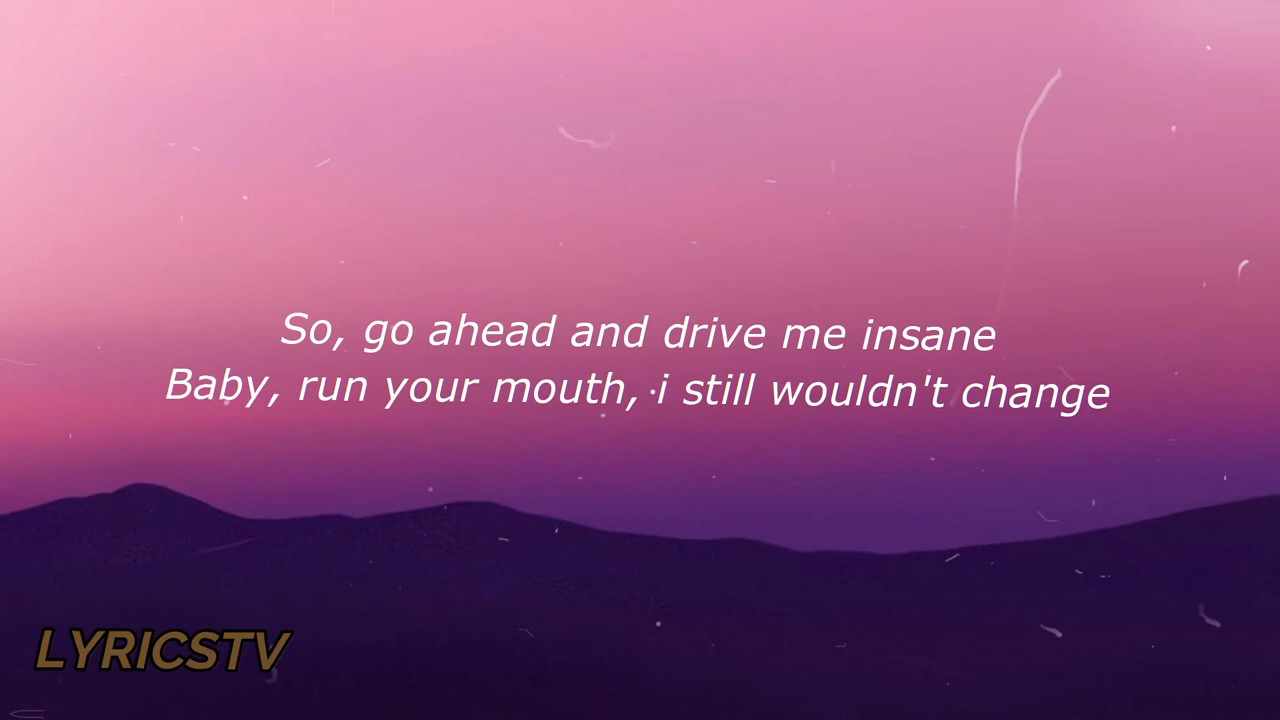 So, go ahead and drive me insane
Baby, run your mouth, i still wouldn't change
LYRICSTV